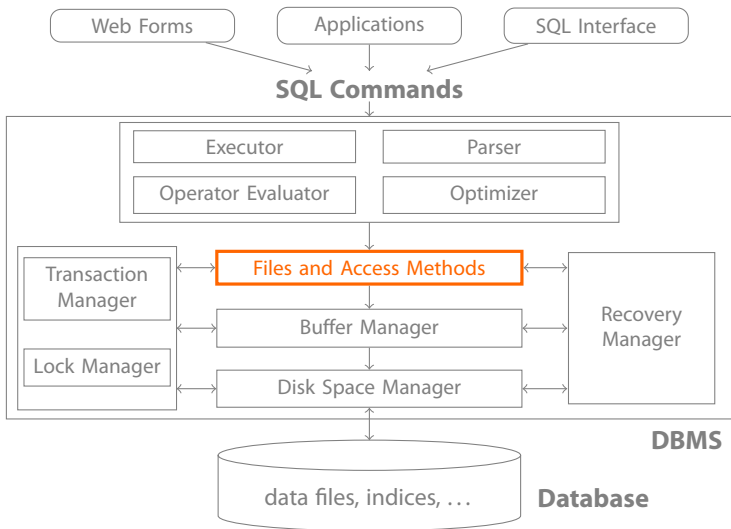 Web Forms
Applications
SQL Interface
SQL Commands
Executor
Parser
Operator Evaluator
Optimizer
Files and Access Methods
Transaction
Manager
Buffer Manager
Recovery
Manager
Lock Manager
Disk Space Manager
DBMS
data files, indices, …
Database